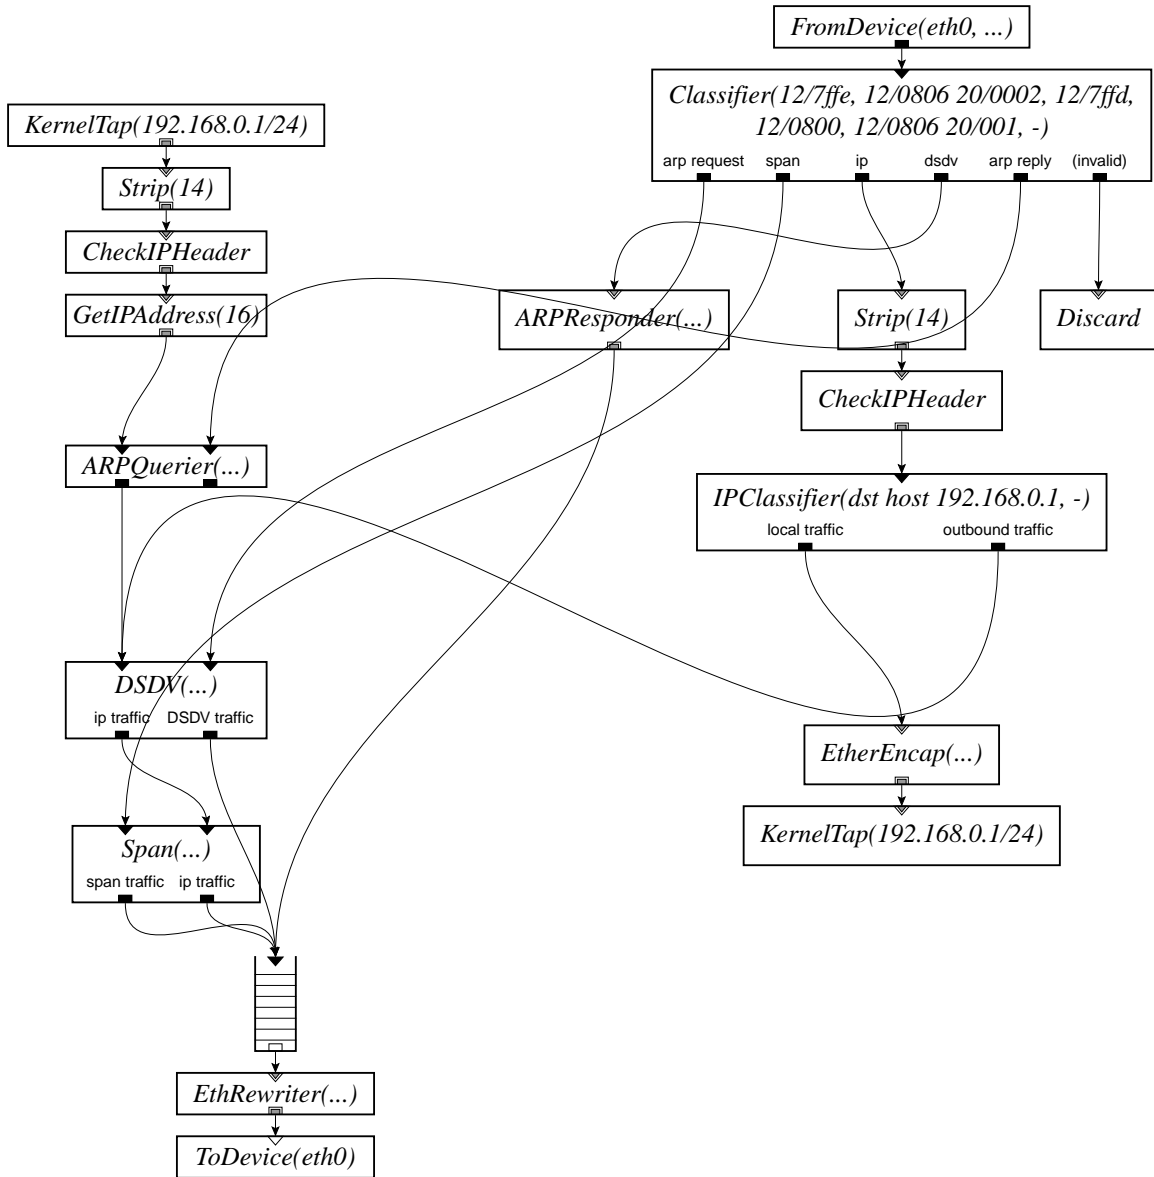 FromDevice(eth0, ...)
Classifier(12/7ffe, 12/0806 20/0002, 12/7ffd,
12/0800, 12/0806 20/001, -)
arp request span ip dsdv arp reply (invalid)
KernelTap(192.168.0.1/24)
Strip(14)
CheckIPHeader
GetIPAddress(16)
ARPResponder(...)
Strip(14)
Discard
CheckIPHeader
ARPQuerier(...)
IPClassifier(dst host 192.168.0.1, -)
local traffic outbound traffic
DSDV(...)
ip traffic DSDV traffic
EtherEncap(...)
KernelTap(192.168.0.1/24)
Span(...)
span traffic ip traffic
EthRewriter(...)
ToDevice(eth0)